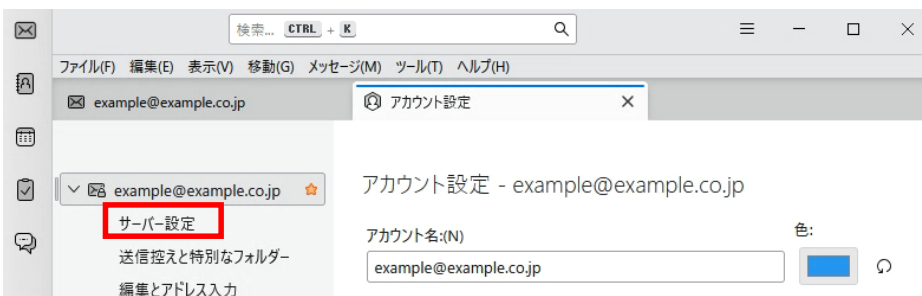 検索... CTRL + K
ファイル(F) 編集(E) 表示(V) 移動(G) メッセージ(M) ツール(T) ヘルプ(H)
example@example.co.jp
アカウント設定
example@example.co.jp
サーバー設定
送信控えと特別なフォルダー
編集とアドレス入力
アカウント設定 - example@example.co.jp
アカウント名:(N)
色:
example@example.co.jp